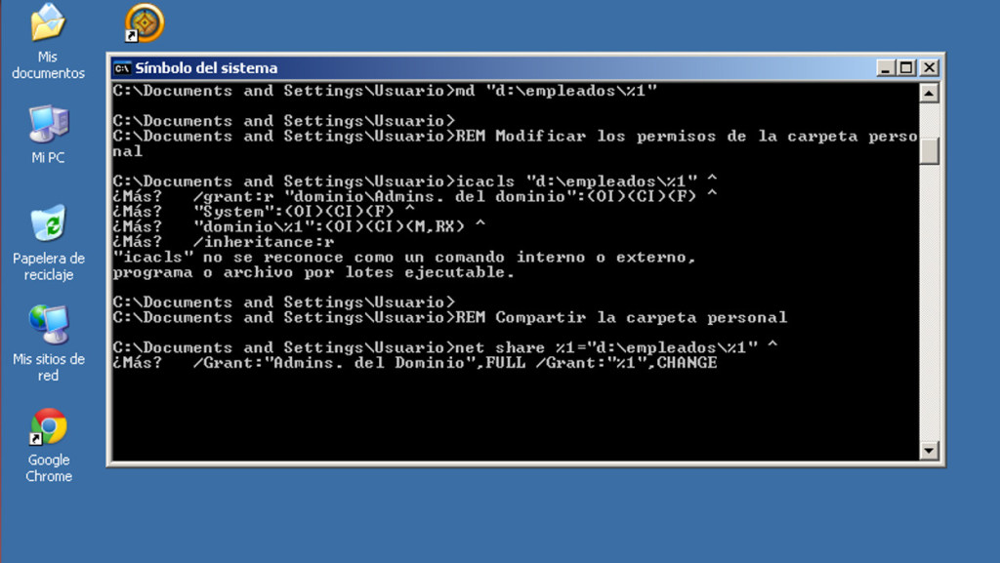 Mis
documentos
Mi PC
Papelera de
reciclaje
Mis sitios de
red
Google
Chrome
C:\ Símbolo del sistema
C:\Documents and Settings\Usuario>md "d:\empleados\%1"
C:\Documents and Settings\Usuario>
C:\Documents and Settings\Usuario>REM Modificar los permisos de la carpeta perso
nal
C:\Documents and Settings\Usuario>icacls "d:\empleados\%1" ^
¿Más?   /grant:r "dominio\Admins. del dominio":(OI)(CI)(F) ^
¿Más?   "System":(OI)(CI)(F) ^
¿Más?   "dominio\%1":(OI)(CI)(M,RX) ^
¿Más?   /inheritance:r
"icacls" no se reconoce como un comando interno o externo,
programa o archivo por lotes ejecutable.
C:\Documents and Settings\Usuario>
C:\Documents and Settings\Usuario>REM Compartir la carpeta personal
C:\Documents and Settings\Usuario>net share %1="d:\empleados\%1" ^
¿Más?   /Grant:"Admins. del Dominio",FULL /Grant:"%1",CHANGE